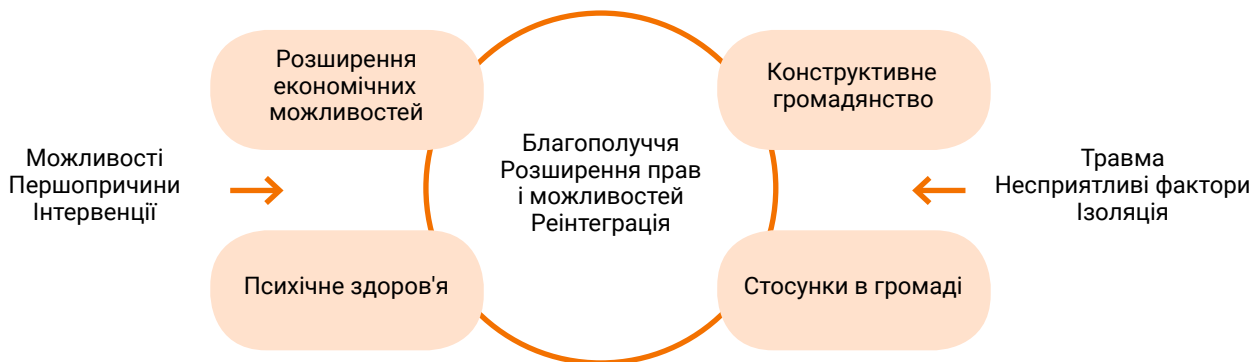 Розширення
економічних
можливостей
Конструктивне
громадянство
Можливості
Першопричини
Інтервенції
Благополуччя
Розширення прав
і можливостей
Реінтеграція
Травма
Несприятливі фактори
Ізоляція
Психічне здоров'я
Стосунки в громаді